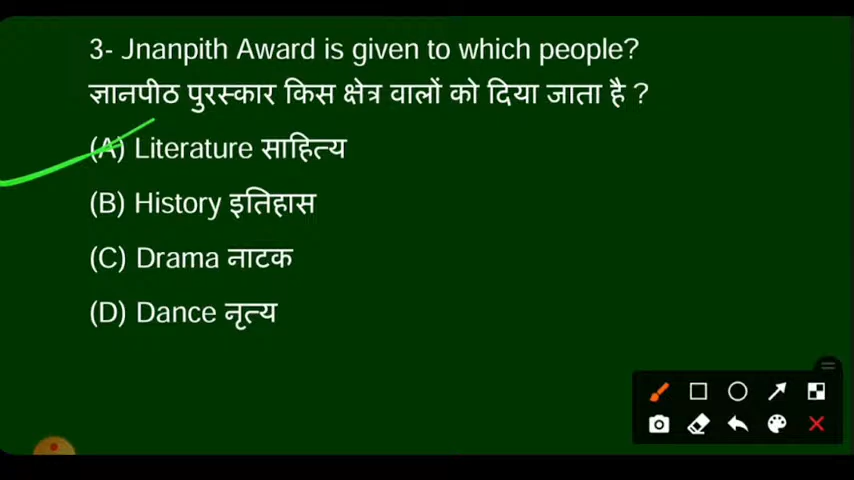 3- Jnanpith Award is given to which people?
ज्ञानपीठ पुरस्कार किस क्षेत्र वालों को दिया जाता है ?
(A) Literature साहित्य
(B) History इतिहास
(C) Drama नाटक
(D) Dance नृत्य